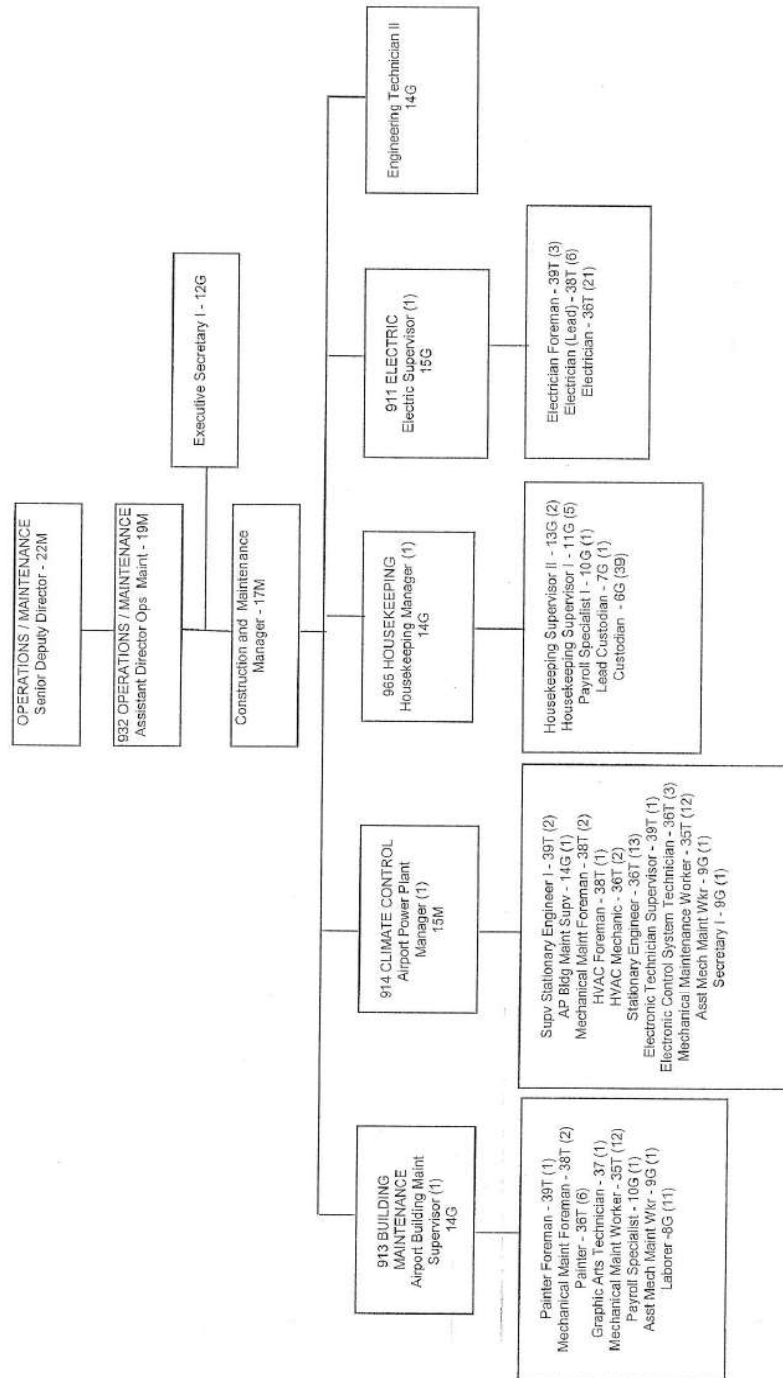 OPERATIONS / MAINTENANCE
Senior Deputy Director - 22M
932 OPERATIONS / MAINTENANCE
Assistant Director Ops Maint - 19M
Executive Secretary I - 12G
Construction and Maintenance
Manager - 17M
913 BUILDING
MAINTENANCE
Airport Building Maint
Supervisor (1)
14G
914 CLIMATE CONTROL
Airport Power Plant
Manager (1)
15M
965 HOUSEKEEPING
Housekeeping Manager (1)
14G
911 ELECTRIC
Electric Supervisor (1)
15G
Engineering Technician II
14G
Painter Foreman - 39T (1)
Mechanical Maint Foreman - 38T (2)
Painter - 36T (6)
Graphic Arts Technician - 37 (1)
Mechanical Maint Worker - 35T (12)
Payroll Specialist - 10G (1)
Asst Mech Maint Wkr - 9G (1)
Laborer -8G (11)
Supv Stationary Engineer I - 39T (2)
AP Bldg Maint Supv - 14G (1)
Mechanical Maint Foreman - 38T (2)
HVAC Foreman - 38T (1)
HVAC Mechanic - 36T (2)
Stationary Engineer - 36T (13)
Electronic Technician Supervisor - 39T (1)
Electronic Control System Technician - 36T (3)
Mechanical Maintenance Worker - 35T (12)
Asst Mech Maint Wkr - 9G (1)
Secretary I - 9G (1)
Housekeeping Supervisor II - 13G (2)
Housekeeping Supervisor I - 11G (5)
Payroll Specialist I - 10G (1)
Lead Custodian - 7G (1)
Custodian - 6G (39)
Electrician Foreman - 39T (3)
Electrician (Lead) - 38T (6)
Electrician - 36T (21)